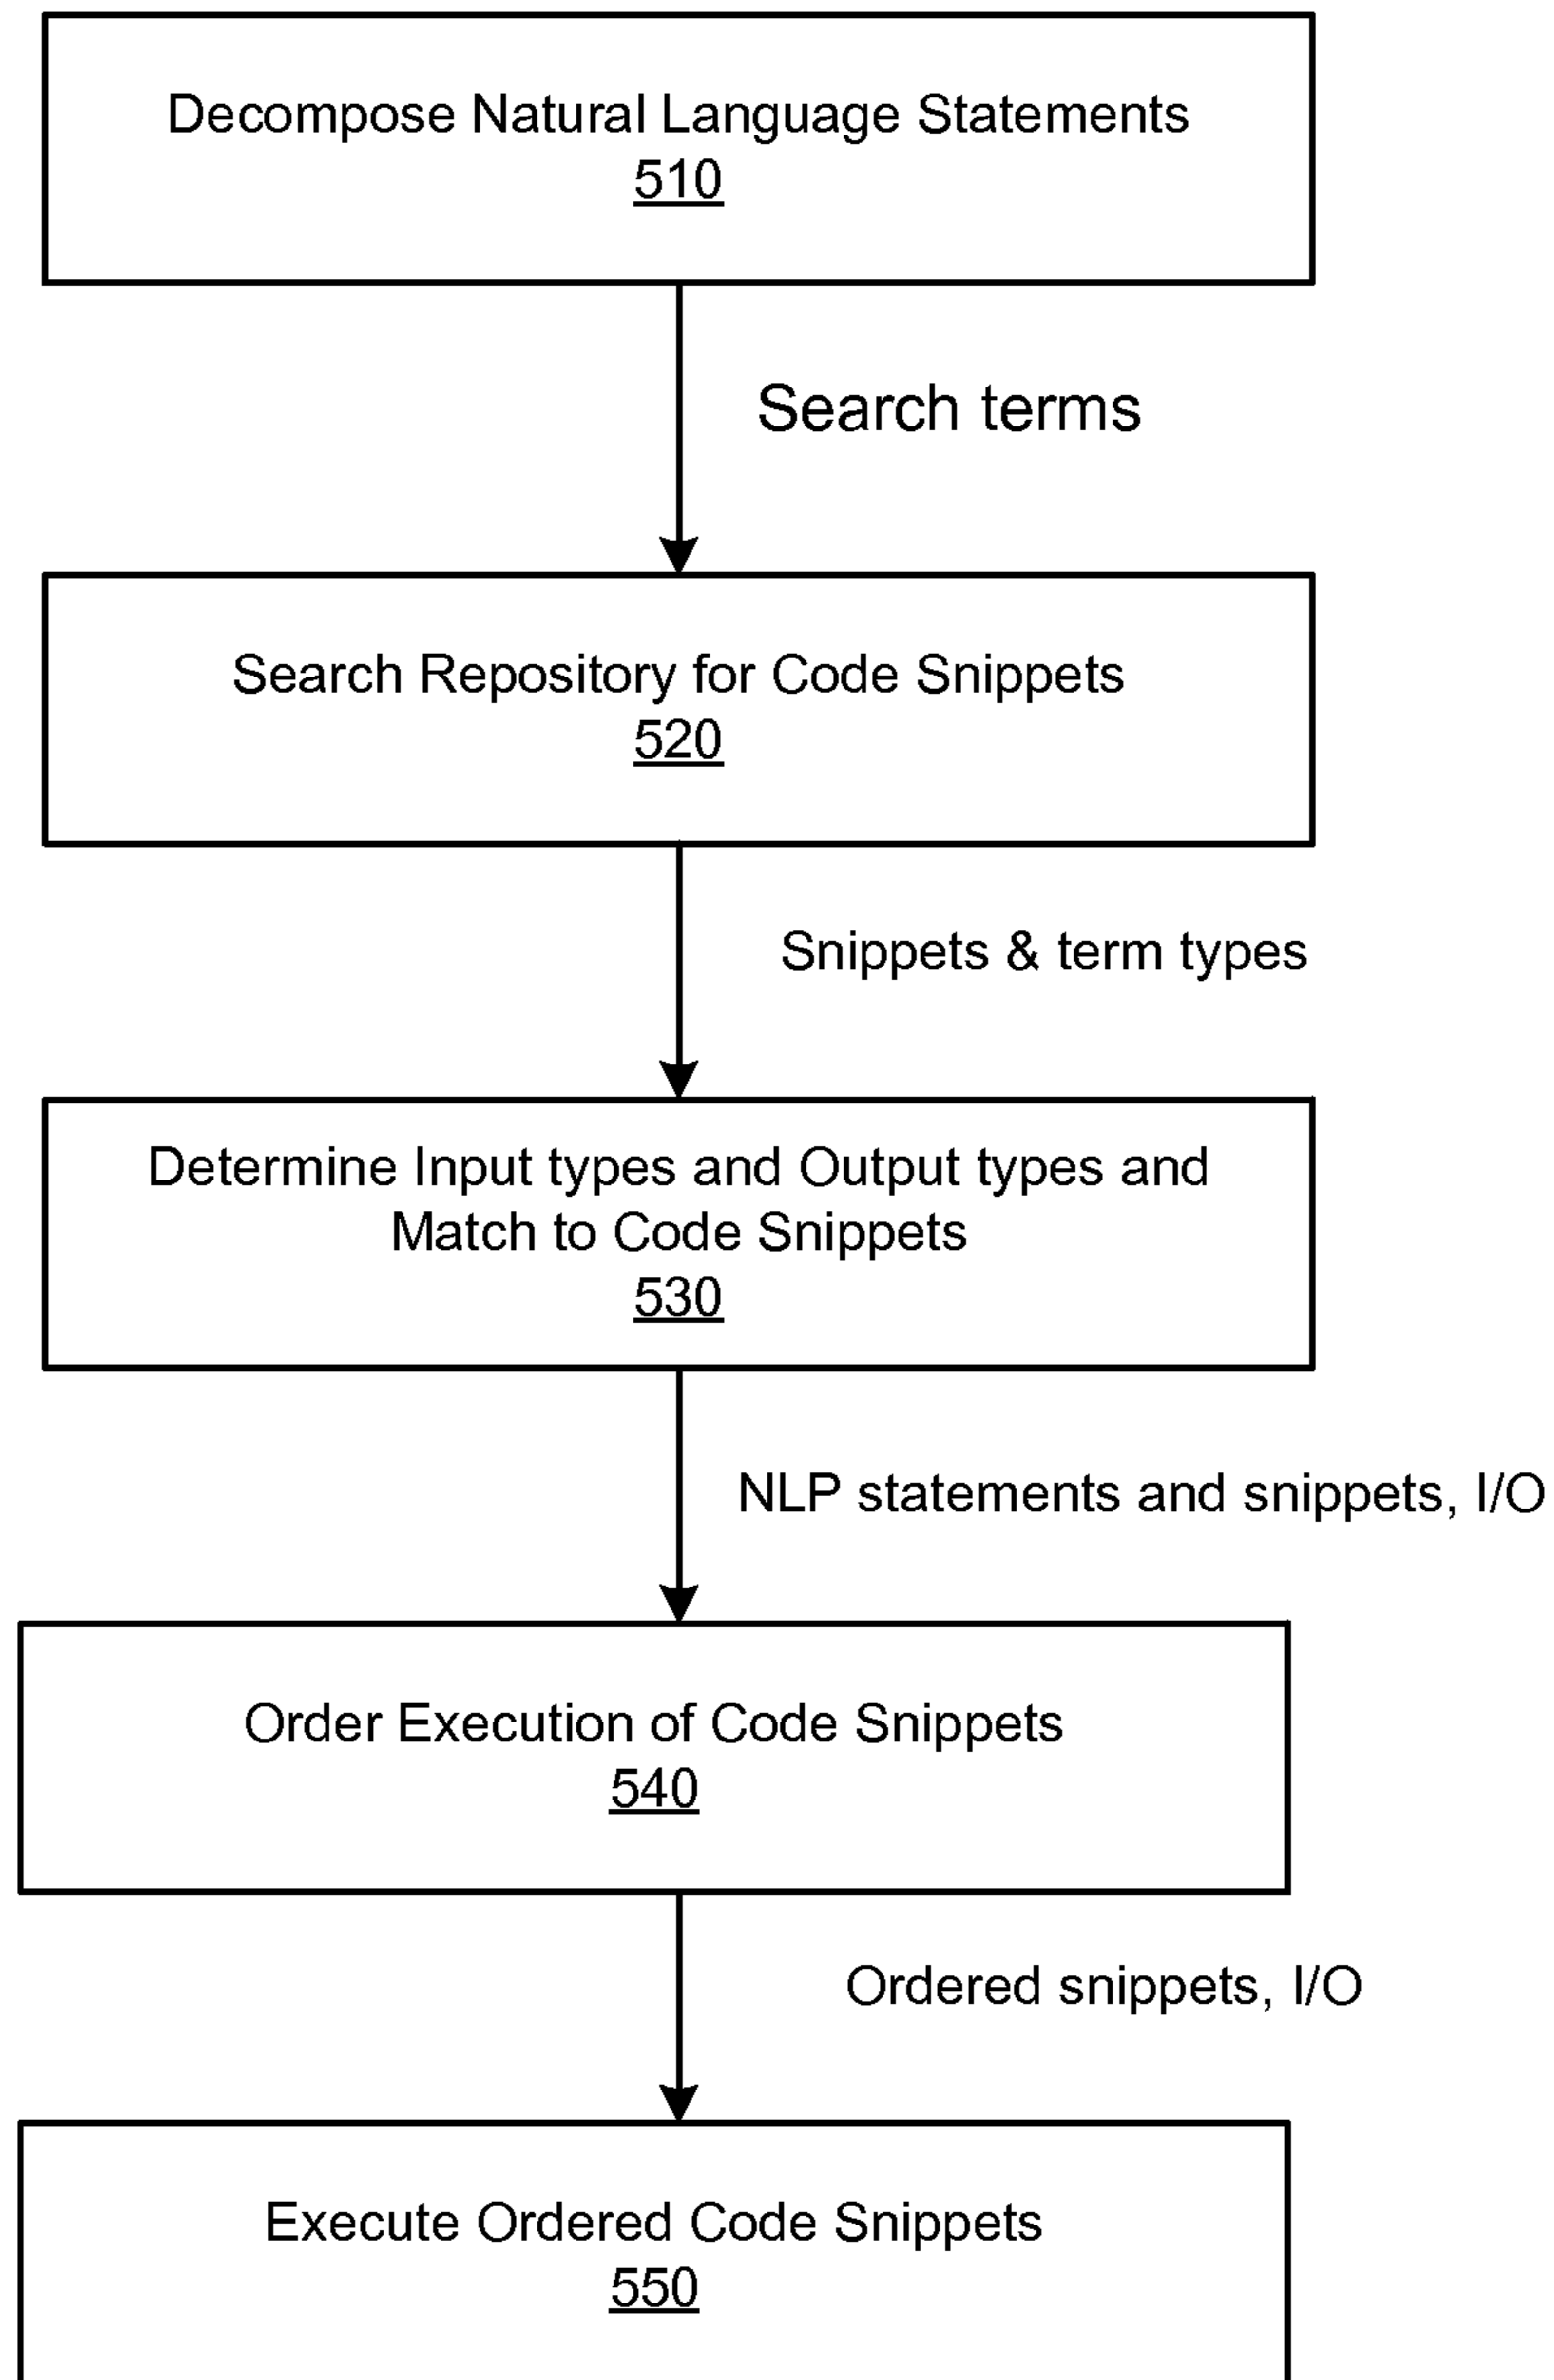 Decompose Natural Language Statements
510
Search terms
Search Repository for Code Snippets
520
Snippets & term types
Determine Input types and Output types and
Match to Code Snippets
530
NLP statements and snippets, I/O
Order Execution of Code Snippets
540
Ordered snippets, I/O
Execute Ordered Code Snippets
550